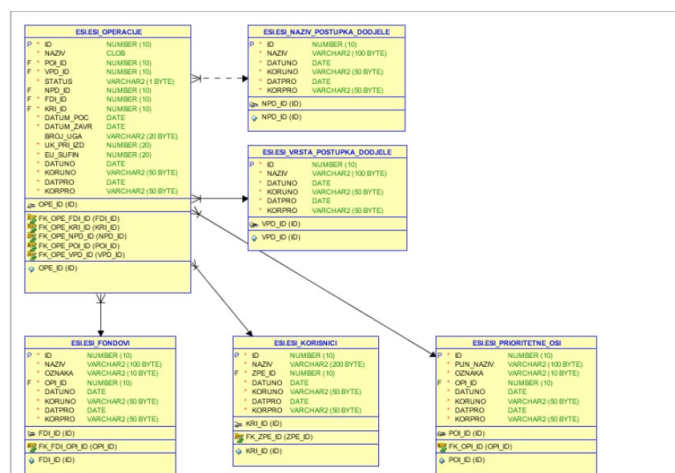 ESI.ESI_OPERACIJE
P * ID NUMBER (10)
* NAZIV CLOB
F * POI_ID NUMBER (10)
F * VPD_ID NUMBER (10)
* STATUS VARCHAR2 (1 BYTE)
F NPD_ID NUMBER (10)
F * FDI_ID NUMBER (10)
F * KRI_ID NUMBER (10)
* DATUM_POC DATE
* DATUM_ZAVR DATE
BROJ_UGA VARCHAR2 (20 BYTE)
* UK_PRI_IZD NUMBER (20)
* EU_SUFIN NUMBER (20)
* DATUNO DATE
* KORUNO VARCHAR2 (50 BYTE)
* DATPRO DATE
* KORPRO VARCHAR2 (50 BYTE)
OPE_ID (ID)
FK_OPE_FDI_ID (FDI_ID)
FK_OPE_KRI_ID (KRI_ID)
FK_OPE_NPD_ID (NPD_ID)
FK_OPE_POI_ID (POI_ID)
FK_OPE_VPD_ID (VPD_ID)
OPE_ID (ID)
ESI.ESI_NAZIV_POSTUPKA_DODJELE
P * ID NUMBER (10)
* NAZIV VARCHAR2 (100 BYTE)
* DATUNO DATE
* KORUNO VARCHAR2 (50 BYTE)
* DATPRO DATE
* KORPRO VARCHAR2 (50 BYTE)
NPD_ID (ID)
NPD_ID (ID)
ESI.ESI_VRSTA_POSTUPKA_DODJELE
P * ID NUMBER (10)
* NAZIV VARCHAR2 (100 BYTE)
* DATUNO DATE
* KORUNO VARCHAR2 (50 BYTE)
* DATPRO DATE
* KORPRO VARCHAR2 (50 BYTE)
VPD_ID (ID)
VPD_ID (ID)
ESI.ESI_FONDOVI
P * ID NUMBER (10)
* NAZIV VARCHAR2 (100 BYTE)
* OZNAKA VARCHAR2 (10 BYTE)
F * OPI_ID NUMBER (10)
* DATUNO DATE
* KORUNO VARCHAR2 (50 BYTE)
* DATPRO DATE
* KORPRO VARCHAR2 (50 BYTE)
FDI_ID (ID)
FK_FDI_OPI_ID (OPI_ID)
FDI_ID (ID)
ESI.ESI_KORISNICI
P * ID NUMBER (10)
* NAZIV VARCHAR2 (200 BYTE)
F * ZPE_ID NUMBER (10)
* DATUNO DATE
* KORUNO VARCHAR2 (50 BYTE)
* DATPRO DATE
* KORPRO VARCHAR2 (50 BYTE)
KRI_ID (ID)
FK_ZPE_ID (ZPE_ID)
KRI_ID (ID)
ESI.ESI_PRIORITETNE_OSI
P * ID NUMBER (10)
* PUN_NAZIV VARCHAR2 (100 BYTE)
* OZNAKA VARCHAR2 (10 BYTE)
F * OPI_ID NUMBER (10)
* DATUNO DATE
* KORUNO VARCHAR2 (50 BYTE)
* DATPRO DATE
* KORPRO VARCHAR2 (50 BYTE)
POI_ID (ID)
FK_OPI_ID (OPI_ID)
POI_ID (ID)